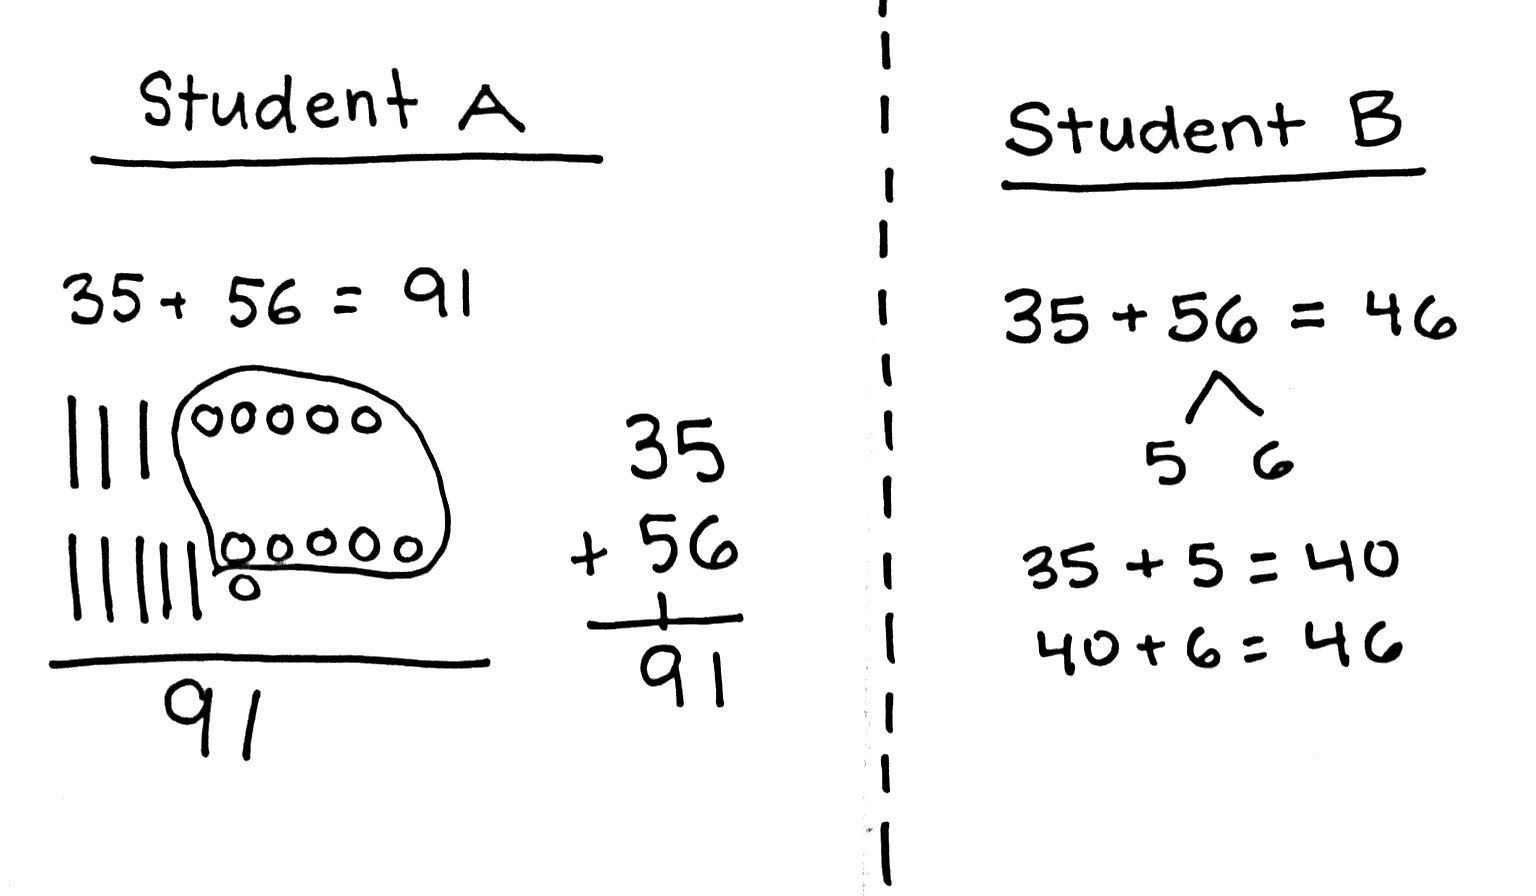 Student A
35 + 56 = 91
91
35
+ 56
1
91
Student B
35 + 56 = 46
5 6
35 + 5 = 40
40 + 6 = 46